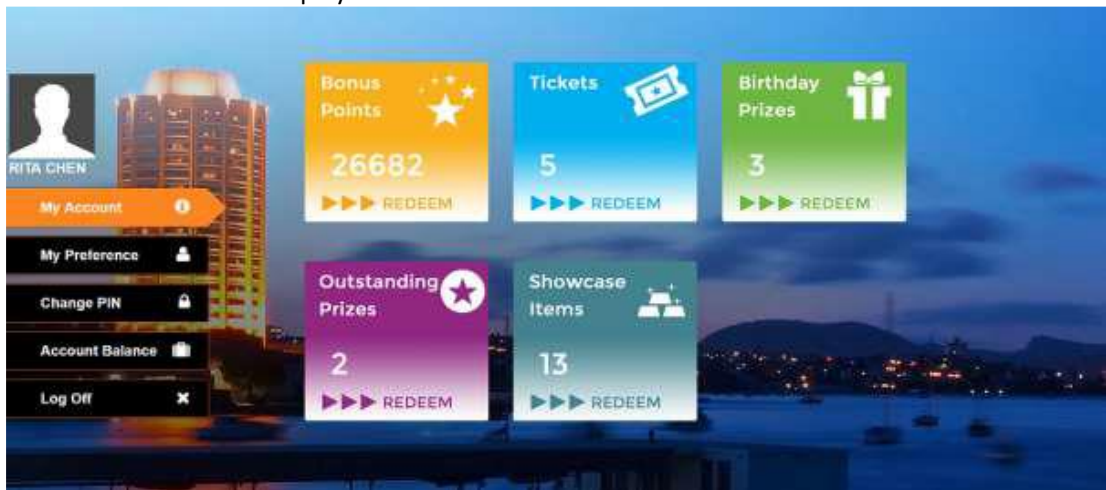 RITA CHEN
My Account
My Preference
Change PIN
Account Balance
Log Off
Bonus
Points
26682
REDEEM
Tickets
5
REDEEM
Birthday
Prizes
3
REDEEM
Outstanding
Prizes
2
REDEEM
Showcase
Items
13
REDEEM